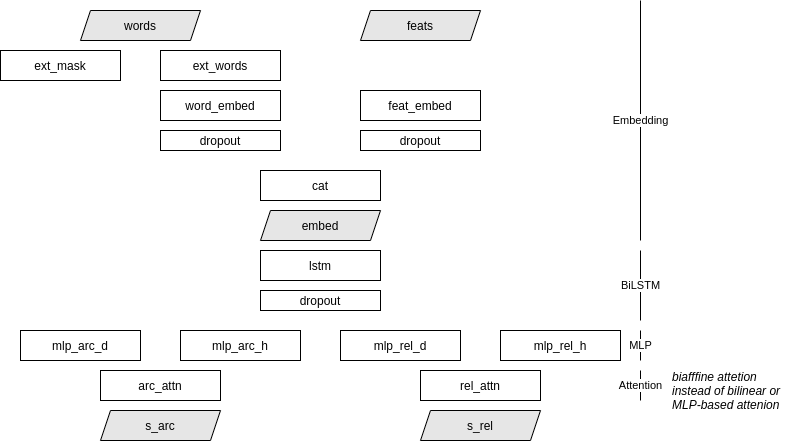 words
feats
ext_mask
ext_words
word_embed
feat_embed
Embedding
dropout
dropout
cat
embed
lstm
BiLSTM
dropout
mlp_arc_d
mlp_arc_h
mlp_rel_d
mlp_rel_h
MLP
arc_attn
rel_attn
Attention
biafffine attetion
instead of bilinear or
MLP-based attenion
s_arc
s_rel